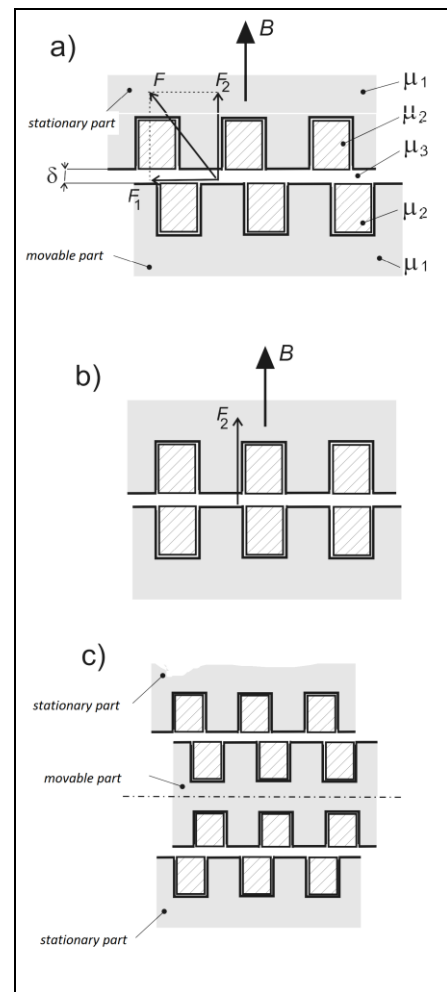 a)
B
F
F₂
μ₁
stationary part
μ₂
μ₃
δ
F₁
μ₂
movable part
μ₁
b)
B
F₂
c)
stationary part
movable part
stationary part